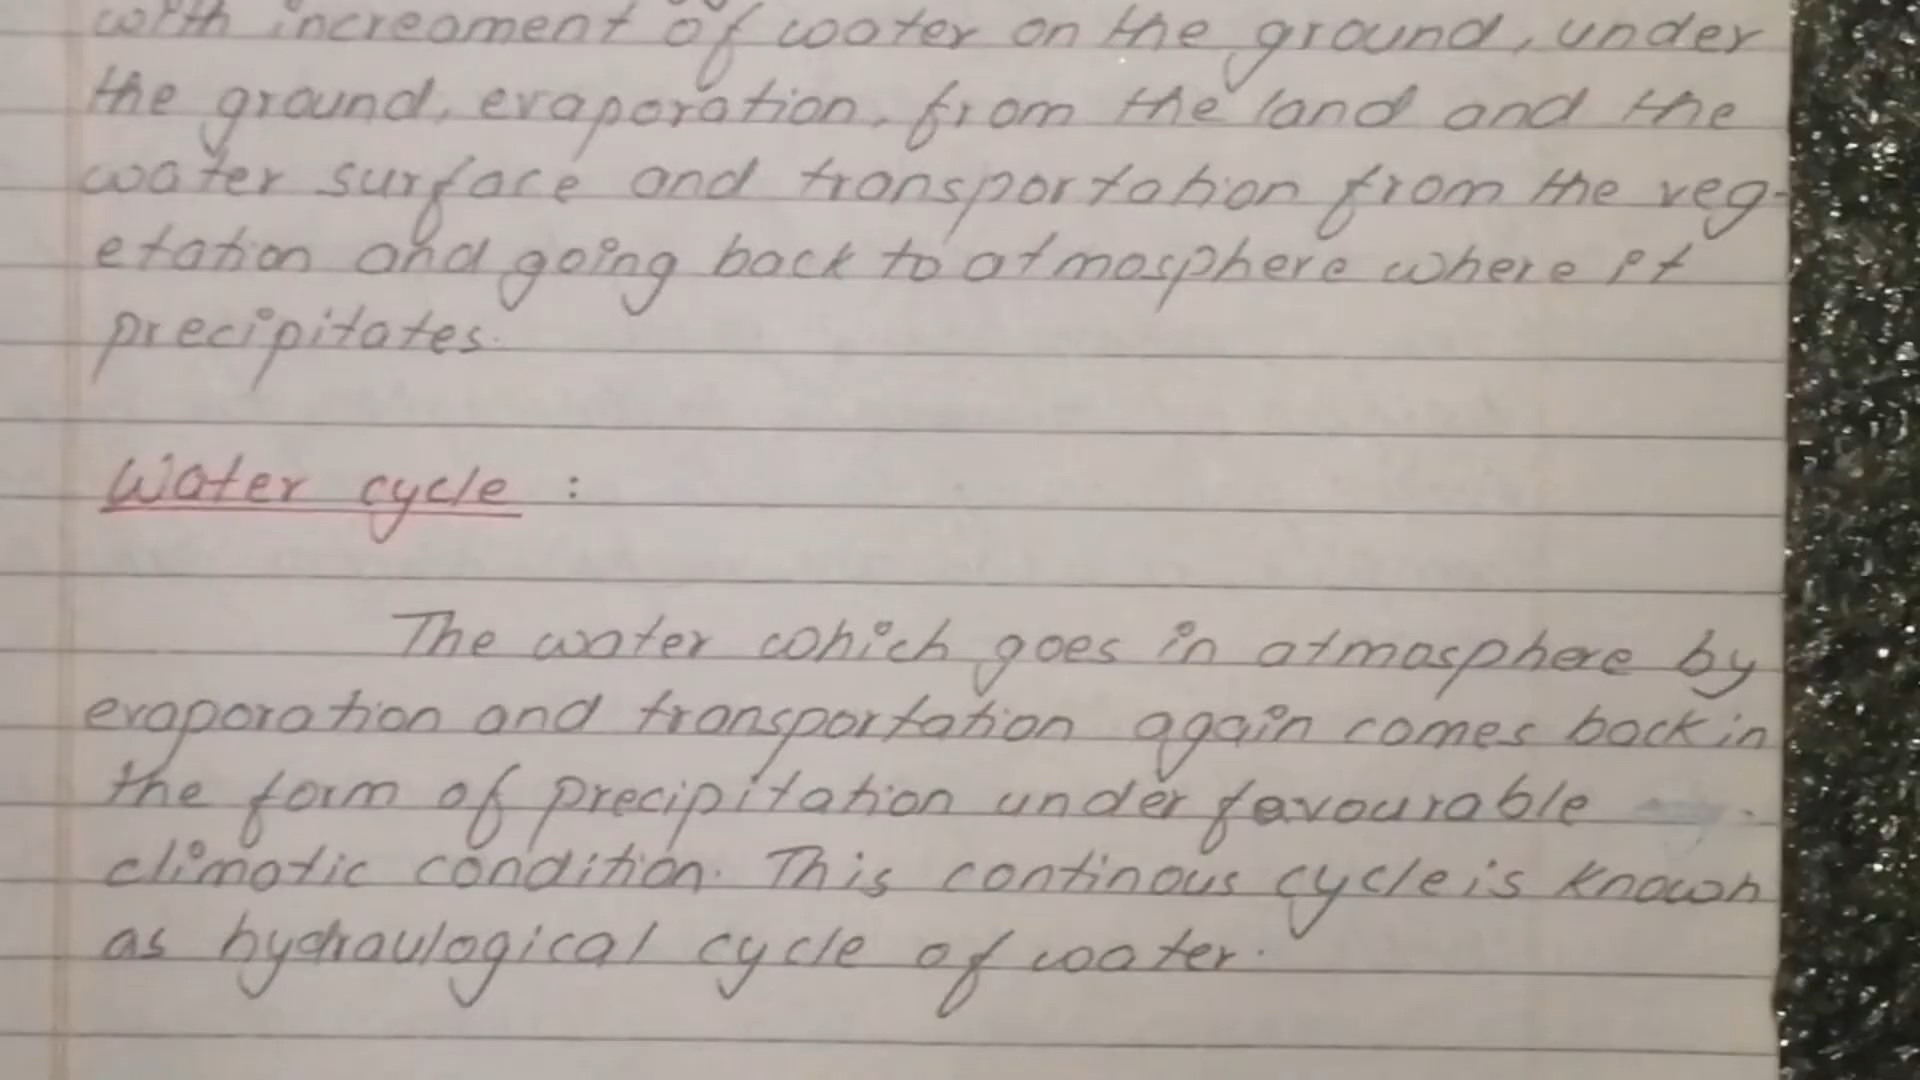 with increament of water on the ground, under
the ground, evaporation, from the land and the
water surface and transportation from the veg-
etation and going back to atmosphere where it
precipitates.
Water cycle :
The water which goes in atmosphere by
evaporation and transportation again comes back in
the form of precipitation under favourable
climatic condition. This continous cycle is known
as hydraulogical cycle of water.